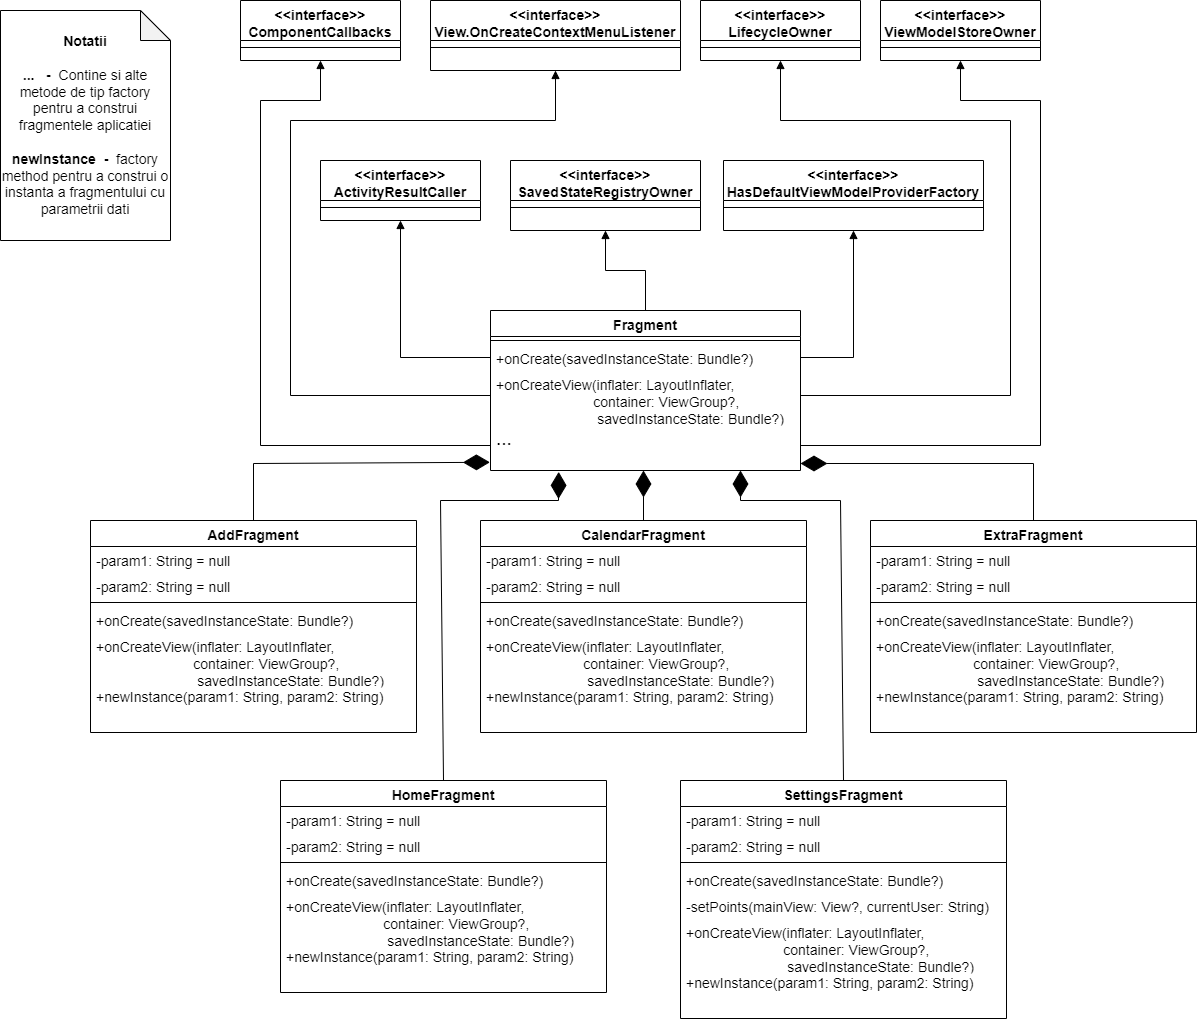 Notatii
... - Contine si alte
metode de tip factory
pentru a construi
fragmentele aplicatiei
newInstance - factory
method pentru a construi o
instanta a fragmentului cu
parametrii dati
<<interface>>
ComponentCallbacks
<<interface>>
View.OnCreateContextMenuListener
<<interface>>
LifecycleOwner
<<interface>>
ViewModelStoreOwner
<<interface>>
ActivityResultCaller
<<interface>>
SavedStateRegistryOwner
<<interface>>
HasDefaultViewModelProviderFactory
Fragment
+onCreate(savedInstanceState: Bundle?)
+onCreateView(inflater: LayoutInflater,
container: ViewGroup?,
savedInstanceState: Bundle?)
...
AddFragment
-param1: String = null
-param2: String = null
+onCreate(savedInstanceState: Bundle?)
+onCreateView(inflater: LayoutInflater,
container: ViewGroup?,
savedInstanceState: Bundle?)
+newInstance(param1: String, param2: String)
CalendarFragment
-param1: String = null
-param2: String = null
+onCreate(savedInstanceState: Bundle?)
+onCreateView(inflater: LayoutInflater,
container: ViewGroup?,
savedInstanceState: Bundle?)
+newInstance(param1: String, param2: String)
ExtraFragment
-param1: String = null
-param2: String = null
+onCreate(savedInstanceState: Bundle?)
+onCreateView(inflater: LayoutInflater,
container: ViewGroup?,
savedInstanceState: Bundle?)
+newInstance(param1: String, param2: String)
HomeFragment
-param1: String = null
-param2: String = null
+onCreate(savedInstanceState: Bundle?)
+onCreateView(inflater: LayoutInflater,
container: ViewGroup?,
savedInstanceState: Bundle?)
+newInstance(param1: String, param2: String)
SettingsFragment
-param1: String = null
-param2: String = null
+onCreate(savedInstanceState: Bundle?)
-setPoints(mainView: View?, currentUser: String)
+onCreateView(inflater: LayoutInflater,
container: ViewGroup?,
savedInstanceState: Bundle?)
+newInstance(param1: String, param2: String)